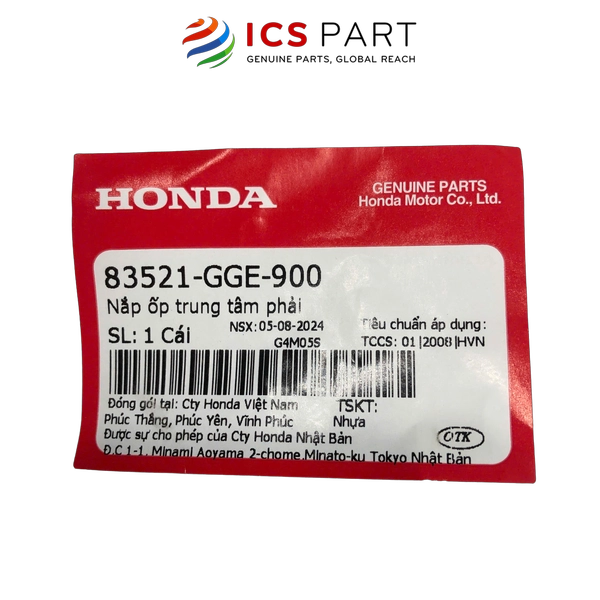 ICS PART
GENUINE PARTS, GLOBAL REACH
HONDA
GENUINE PARTS
Honda Motor Co., Ltd.
83521-GGE-900
Nắp ốp trung tâm phải
SL: 1 Cái
NSX: 05-08-2024
G4M05S
Tiêu chuẩn áp dụng:
TCCS: 01|2008|HVN
Đóng gói tại: Cty Honda Việt Nam
Phúc Thắng, Phúc Yên, Vĩnh Phúc
TSKT:
Nhựa
Được sự cho phép của Cty Honda Nhật Bản
OTK
Đ.C 1-1, Minami Aoyama 2-chome,Minato-ku Tokyo Nhật Bản